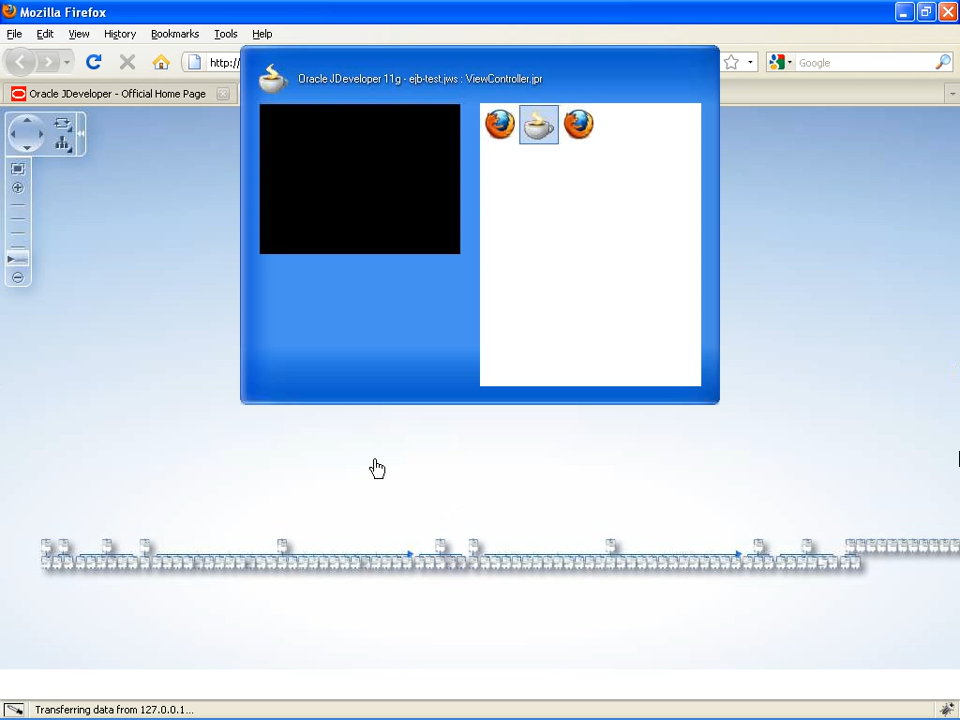 Mozilla Firefox
File Edit View History Bookmarks Tools Help
http://
Google
Oracle JDeveloper - Official Home Page
Oracle JDeveloper 11g - ejb-test.jws : ViewController.jpr
Transferring data from 127.0.0.1...